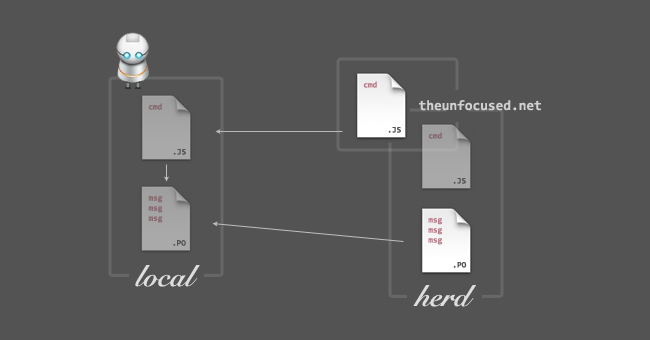 cmd
.JS
msg
msg
msg
.PO
local
cmd
.JS
theunfocused.net
cmd
.JS
msg
msg
msg
.PO
herd